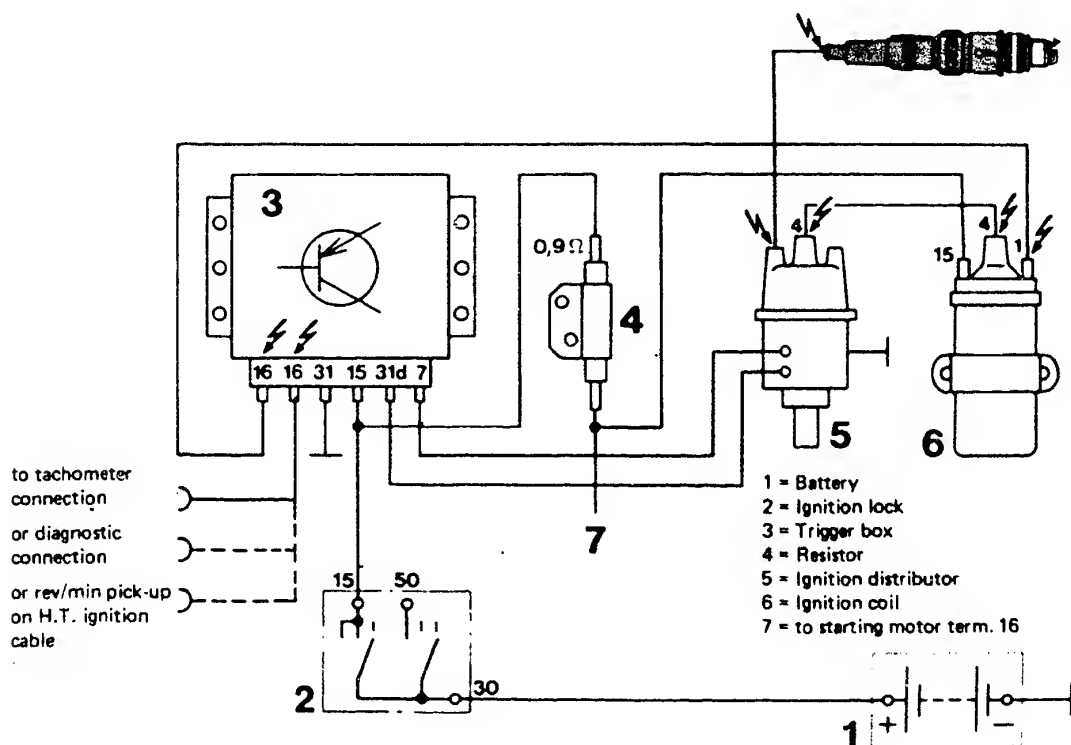 3
0,9 Ω
4
4
4
1
15
16 16 31 15 31d 7
5
6
to tachometer
connection
or diagnostic
connection
or rev/min pick-up
on H.T. ignition
cable
7
1 = Battery
2 = Ignition lock
3 = Trigger box
4 = Resistor
5 = Ignition distributor
6 = Ignition coil
7 = to starting motor term. 16
15 50
2
30
1
+ −